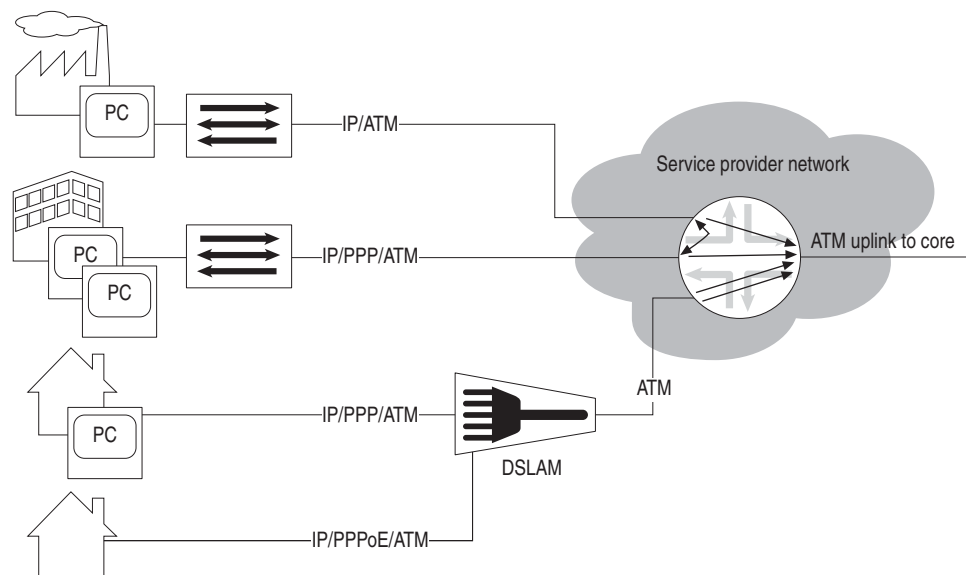 PC
IP/ATM
Service provider network
PC
PC
IP/PPP/ATM
ATM uplink to core
ATM
PC
IP/PPP/ATM
DSLAM
IP/PPPoE/ATM